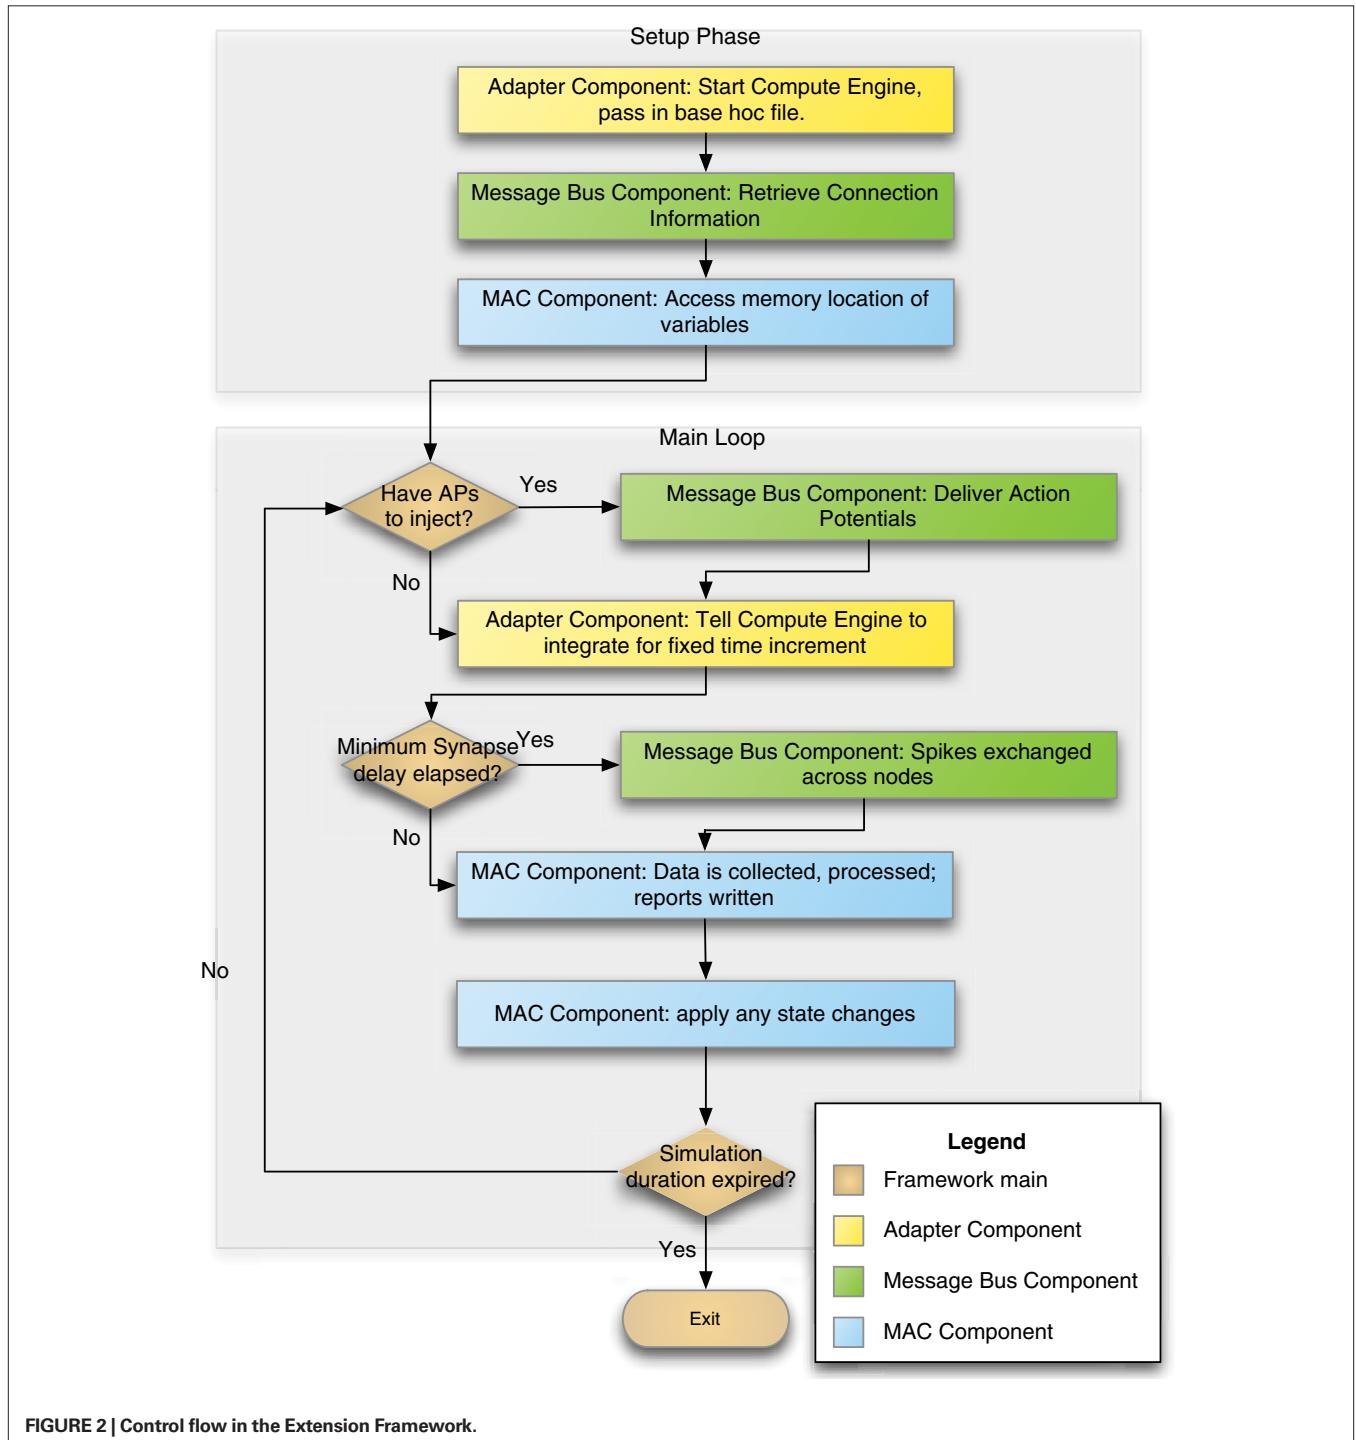 Setup Phase
Adapter Component: Start Compute Engine,
pass in base hoc file.
Message Bus Component: Retrieve Connection
Information
MAC Component: Access memory location of
variables
Main Loop
Have APs
to inject?
Yes
Message Bus Component: Deliver Action
Potentials
No
Adapter Component: Tell Compute Engine to
integrate for fixed time increment
Minimum Synapse
delay elapsed?
Yes
Message Bus Component: Spikes exchanged
across nodes
No
MAC Component: Data is collected, processed;
reports written
No
MAC Component: apply any state changes
Simulation
duration expired?
Yes
Exit
Legend
Framework main
Adapter Component
Message Bus Component
MAC Component
FIGURE 2 | Control flow in the Extension Framework.